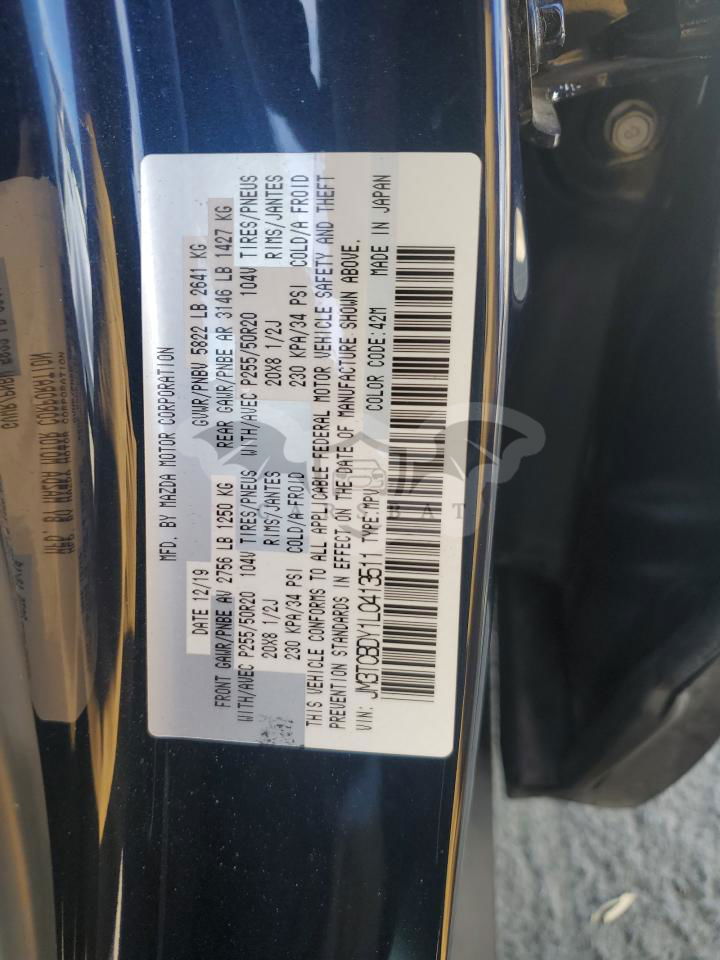 MFD. BY MAZDA MOTOR CORPORATION
DATE 12/19 GVWR/PNBV 5822 LB 2641 KG
FRONT GAWR/PNBE AV 2756 LB 1250 KG REAR GAWR/PNBE AR 3146 LB 1427 KG
WITH/AVEC P255/50R20 104V TIRES/PNEUS WITH/AVEC P255/50R20 104V TIRES/PNEUS
20X8 1/2J RIMS/JANTES 20X8 1/2J RIMS/JANTES
230 KPA/34 PSI COLD/A FROID 230 KPA/34 PSI COLD/A FROID
THIS VEHICLE CONFORMS TO ALL APPLICABLE FEDERAL MOTOR VEHICLE SAFETY AND THEFT
PREVENTION STANDARDS IN EFFECT ON THE DATE OF MANUFACTURE SHOWN ABOVE.
VIN: JM3TCBDY1L0413611 TYPE:MPV COLOR CODE:42M MADE IN JAPAN
CARSBAT